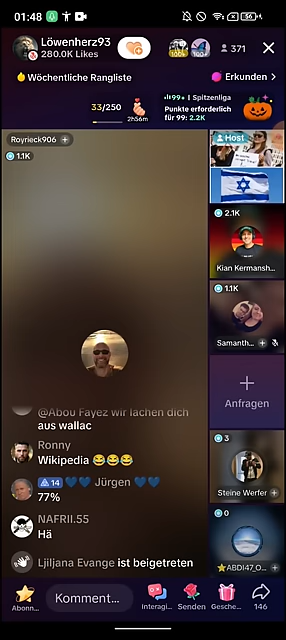 01:48
56
Löwenherz93
280.0K Likes
371
Wöchentliche Rangliste
Erkunden >
33/250
2h56m
99+ | Spitzenliga
Punkte erforderlich
für 99: 2.2K
Royrieck906 +
1.1K
Host
2.1K
Kian Kermansh...
1.1K
Samanth...
+
Anfragen
3
Steine Werfer
0
ABDI47_O...
@Abou Fayez wir lachen dich
aus wallac
Ronny
Wikipedia 😂😂😂
14 💙💙 Jürgen 💙💙
77%
NAFRII.55
Hä
Ljiljana Evans ist beigetreten
Abonn...
Komment...
Interagi...
Senden
Gesche...
146